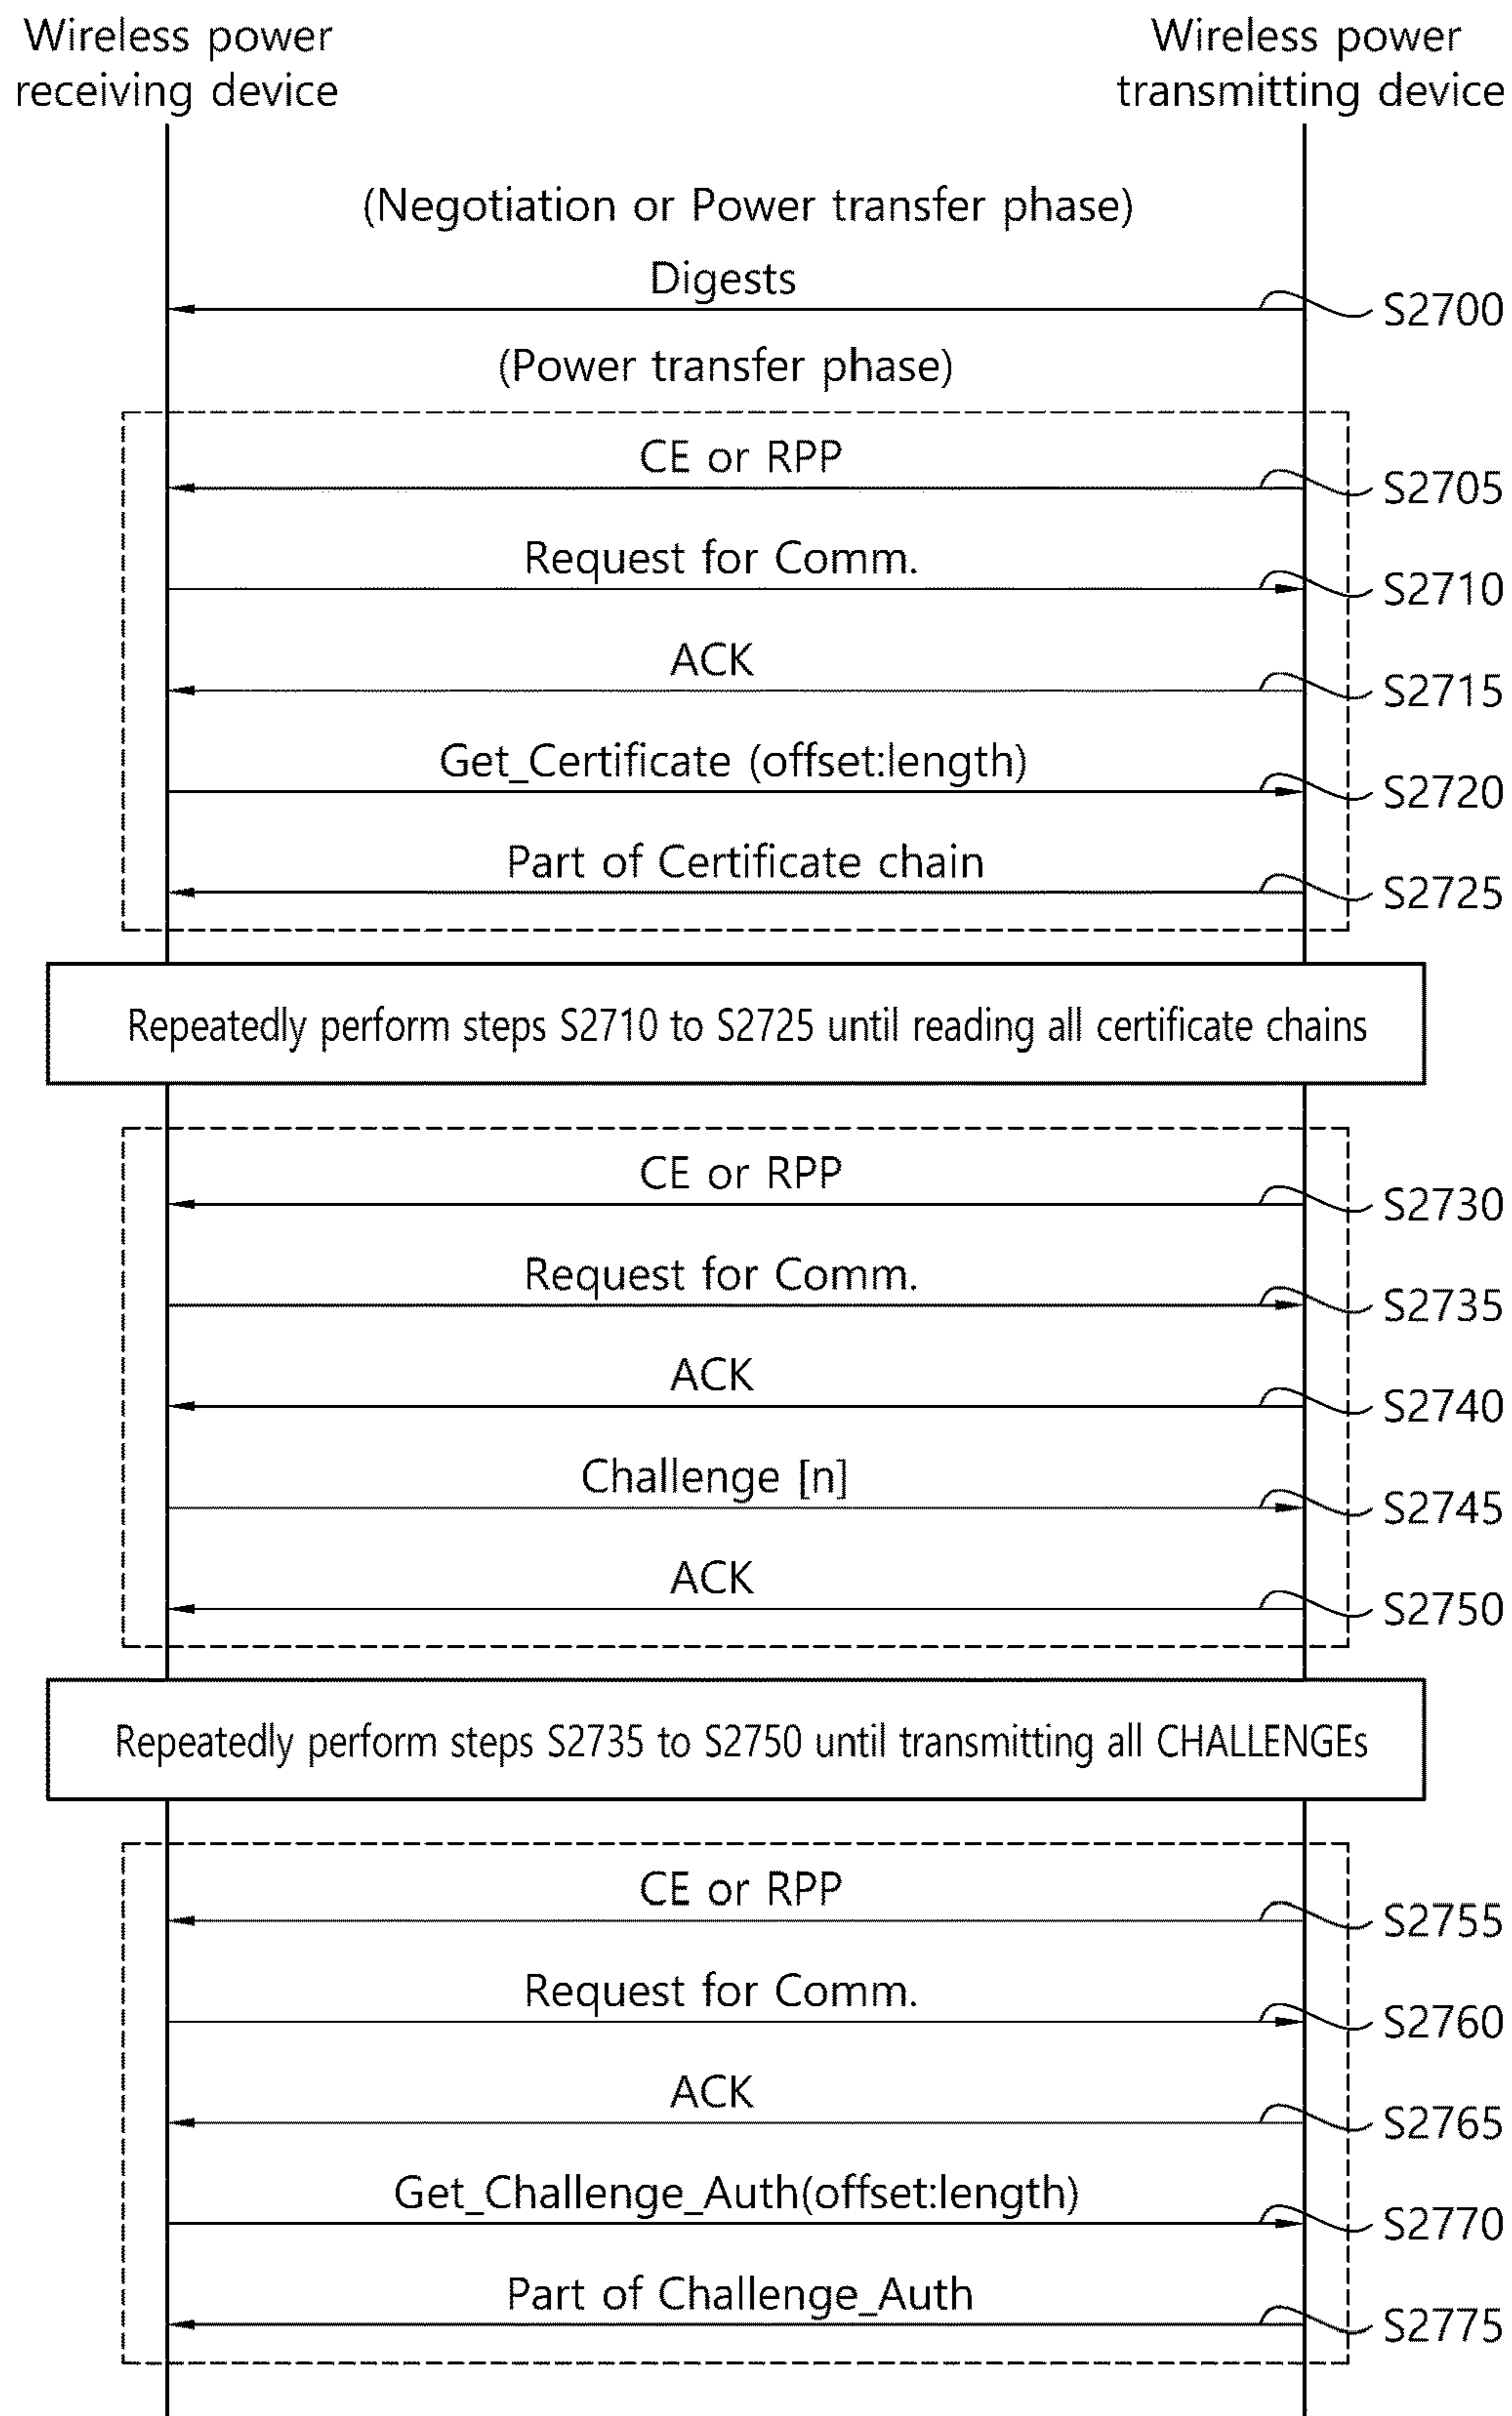 Wireless power
receiving device
Wireless power
transmitting device
(Negotiation or Power transfer phase)
Digests
S2700
(Power transfer phase)
CE or RPP
S2705
Request for Comm.
S2710
ACK
S2715
Get_Certificate (offset:length)
S2720
Part of Certificate chain
S2725
Repeatedly perform steps S2710 to S2725 until reading all certificate chains
CE or RPP
S2730
Request for Comm.
S2735
ACK
S2740
Challenge [n]
S2745
ACK
S2750
Repeatedly perform steps S2735 to S2750 until transmitting all CHALLENGEs
CE or RPP
S2755
Request for Comm.
S2760
ACK
S2765
Get_Challenge_Auth(offset:length)
S2770
Part of Challenge_Auth
S2775